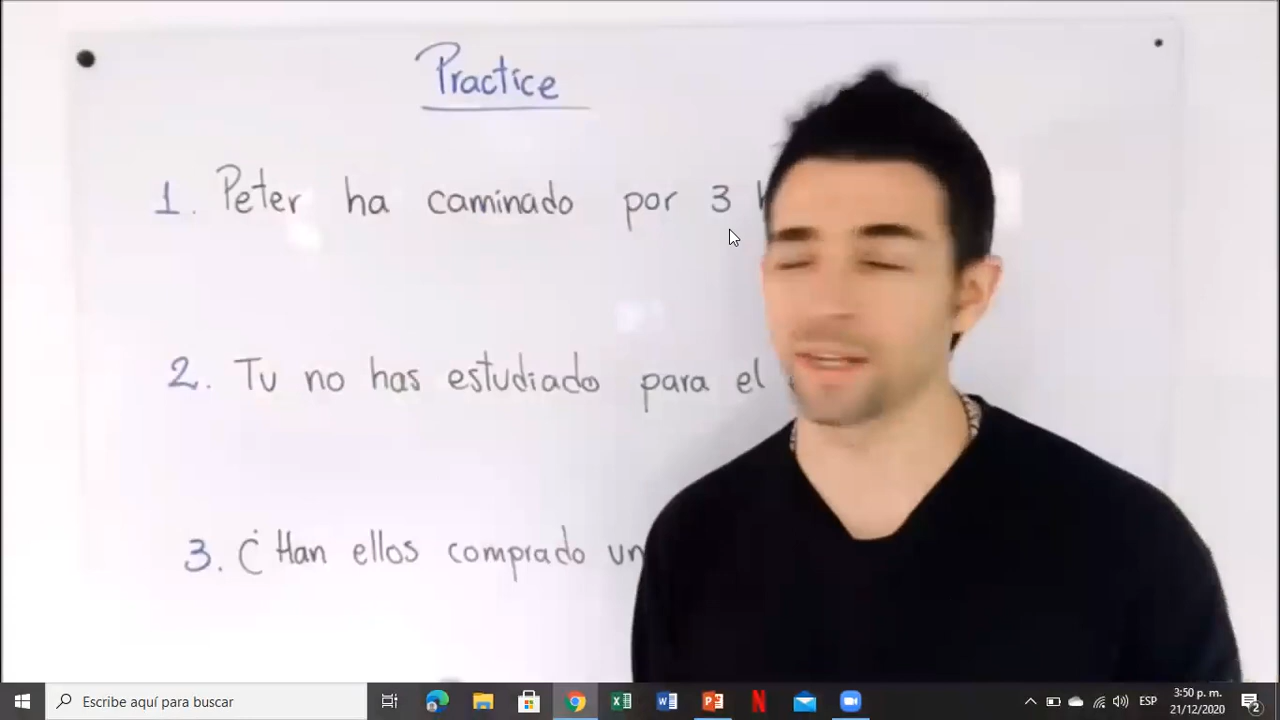 Practice
1. Peter ha caminado por 3
2. Tu no has estudiado para el
3. ¿Han ellos comprado un
Escribe aquí para buscar
ESP
3:50 p. m.
21/12/2020
2